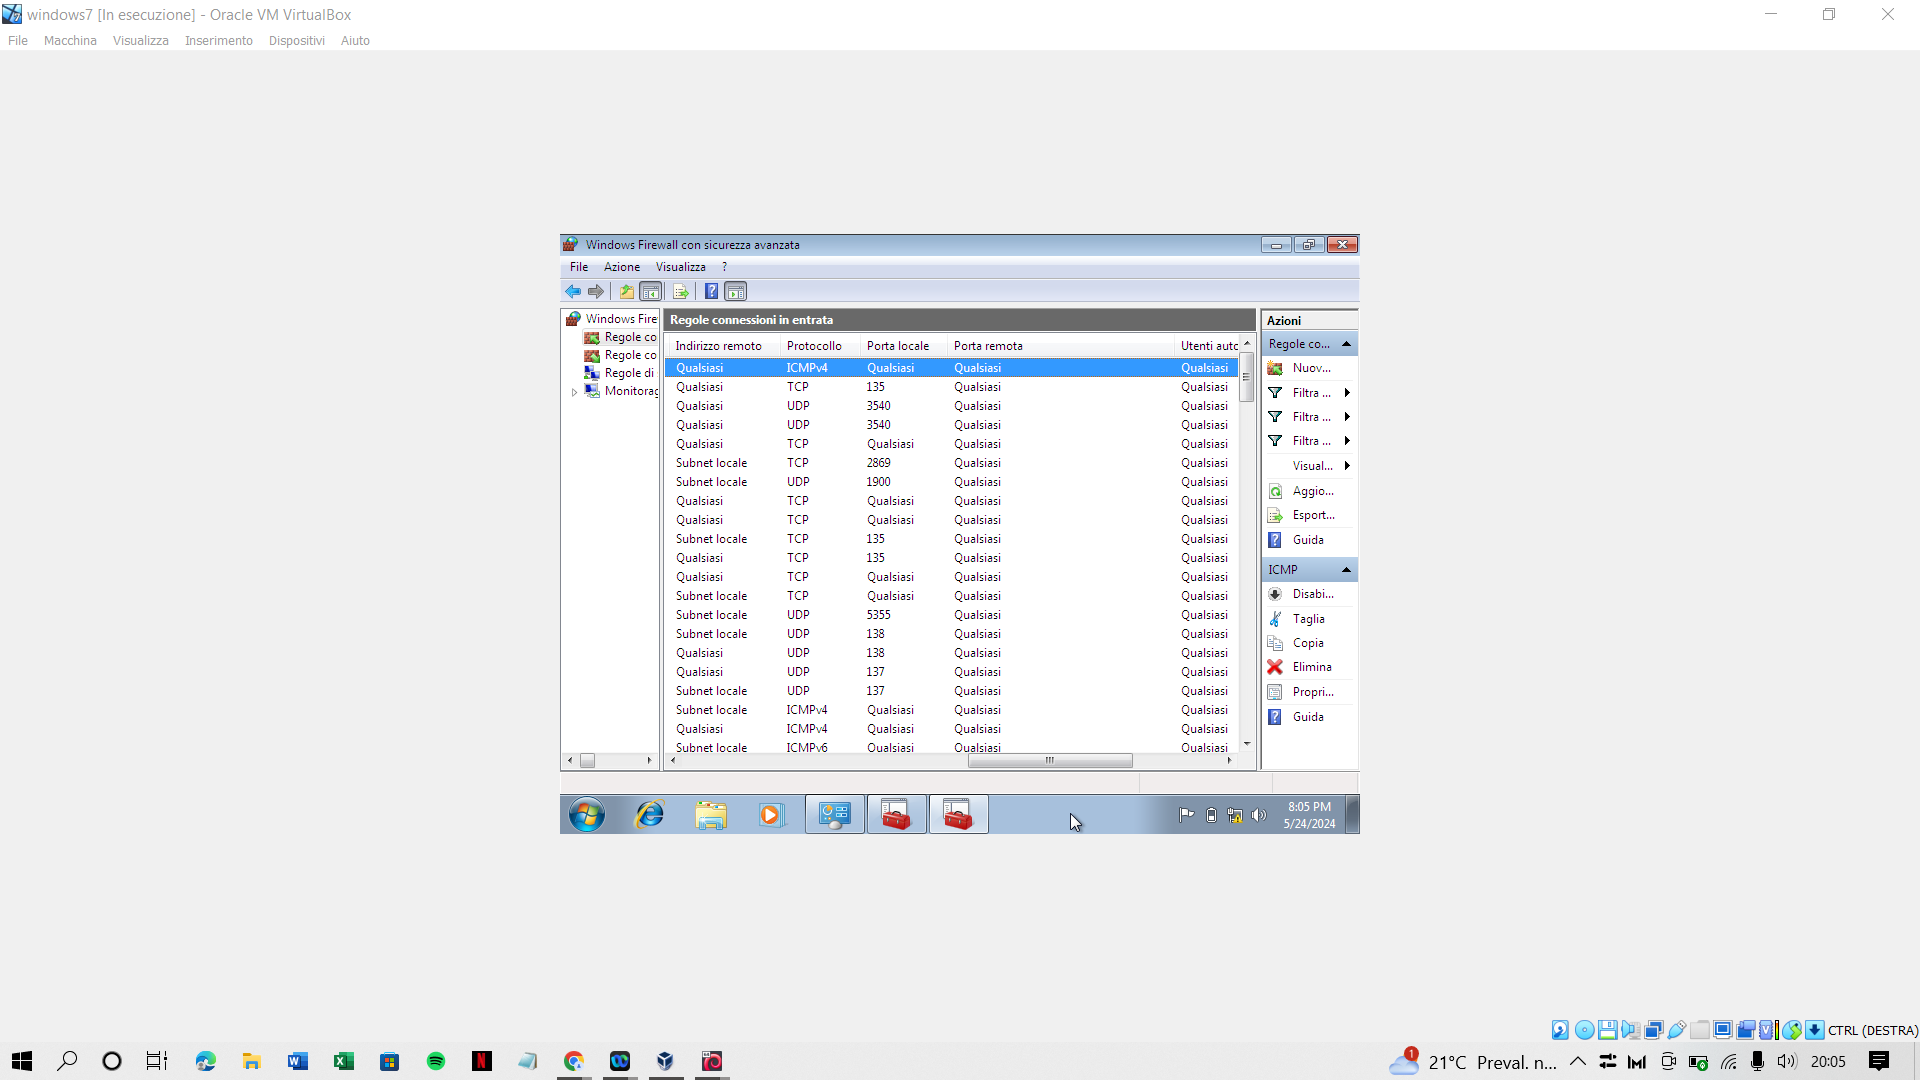 windows7 [In esecuzione] - Oracle VM VirtualBox
File Macchina Visualizza Inserimento Dispositivi Aiuto
Windows Firewall con sicurezza avanzata
File Azione Visualizza ?
Windows Fire
Regole co
Regole co
Regole di
Monitorag
Regole connessioni in entrata
Indirizzo remoto Protocollo Porta locale Porta remota Utenti auto
Qualsiasi ICMPv4 Qualsiasi Qualsiasi Qualsiasi
Qualsiasi TCP 135 Qualsiasi Qualsiasi
Qualsiasi UDP 3540 Qualsiasi Qualsiasi
Qualsiasi UDP 3540 Qualsiasi Qualsiasi
Qualsiasi TCP Qualsiasi Qualsiasi Qualsiasi
Subnet locale TCP 2869 Qualsiasi Qualsiasi
Subnet locale UDP 1900 Qualsiasi Qualsiasi
Qualsiasi TCP Qualsiasi Qualsiasi Qualsiasi
Qualsiasi TCP Qualsiasi Qualsiasi Qualsiasi
Subnet locale TCP 135 Qualsiasi Qualsiasi
Qualsiasi TCP 135 Qualsiasi Qualsiasi
Qualsiasi TCP Qualsiasi Qualsiasi Qualsiasi
Subnet locale TCP Qualsiasi Qualsiasi Qualsiasi
Subnet locale UDP 5355 Qualsiasi Qualsiasi
Subnet locale UDP 138 Qualsiasi Qualsiasi
Qualsiasi UDP 138 Qualsiasi Qualsiasi
Qualsiasi UDP 137 Qualsiasi Qualsiasi
Subnet locale UDP 137 Qualsiasi Qualsiasi
Subnet locale ICMPv4 Qualsiasi Qualsiasi Qualsiasi
Qualsiasi ICMPv4 Qualsiasi Qualsiasi Qualsiasi
Subnet locale ICMPv6 Qualsiasi Qualsiasi Qualsiasi
Azioni
Regole co...
Nuov...
Filtra ...
Filtra ...
Filtra ...
Visual...
Aggio...
Esport...
Guida
ICMP
Disabi...
Taglia
Copia
Elimina
Propri...
Guida
8:05 PM
5/24/2024
CTRL (DESTRA)
1
21°C Preval. n...
20:05